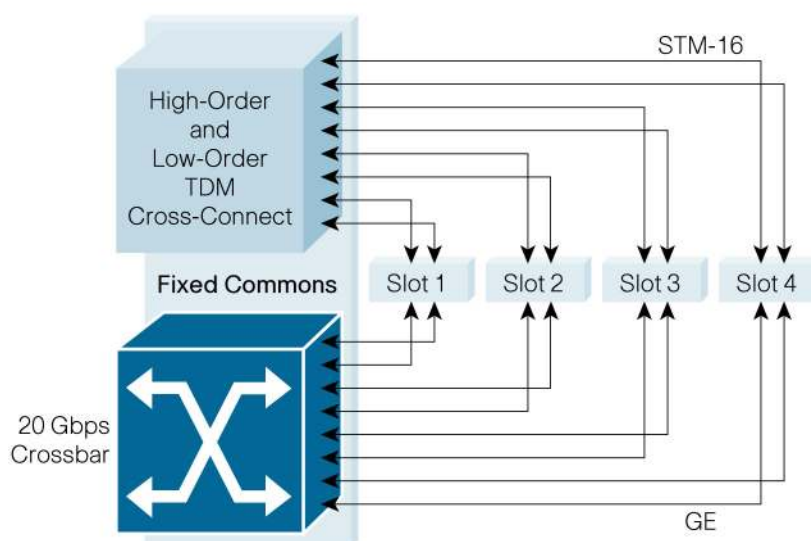 STM-16
High-Order
and
Low-Order
TDM
Cross-Connect
Fixed Commons
Slot 1
Slot 2
Slot 3
Slot 4
20 Gbps
Crossbar
GE